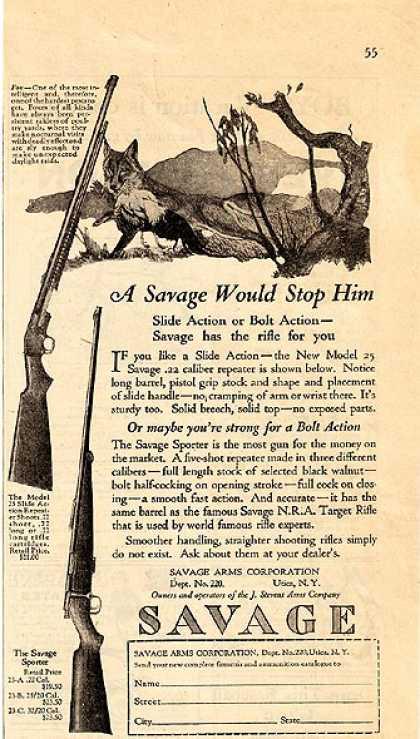 55
Fox—One of the most in-
telligent and, therefore,
one of the hardest pests to
get. Foxes of all kinds
have always been per-
sistent raiders of poul-
try yards, where they
make nocturnal visits
with deadly effect and
are sly enough to
make unexpected
daylight raids.
A Savage Would Stop Him
Slide Action or Bolt Action—
Savage has the rifle for you
IF you like a Slide Action—the New Model 25
Savage .22 caliber repeater is shown below. Notice
long barrel, pistol grip stock and shape and placement
of slide handle—no cramping of arm or wrist there. It's
sturdy too. Solid breech, solid top—no exposed parts.
Or maybe you're strong for a Bolt Action
The Savage Sporter is the most gun for the money on
the market. A five-shot repeater made in three different
calibers—full length stock of selected black walnut—
bolt half-cocking on opening stroke—full cock on clos-
ing—a smooth fast action. And accurate—it has the
same barrel as the famous Savage N.R.A. Target Rifle
that is used by world famous rifle experts.
Smoother handling, straighter shooting rifles simply
do not exist. Ask about them at your dealer's.
The Model
25 Slide Ac-
tion Repeat-
er Shoots .22
short, .22
long or .22
long rifle
cartridges.
Retail Price.
$21.00
SAVAGE ARMS CORPORATION
Dept. No. 220, Utica, N. Y.
Owners and operators of the J. Stevens Arms Company
SAVAGE
The Savage
Sporter
Retail Price
23-A .22 Cal.
$19.50
23-B. 25/20 Cal.
$23.50
23-C. 32/20 Cal.
$23.50
SAVAGE ARMS CORPORATION, Dept. No. 220, Utica, N. Y.
Send your new complete firearms and ammunition catalogue to
Name
Street
City State